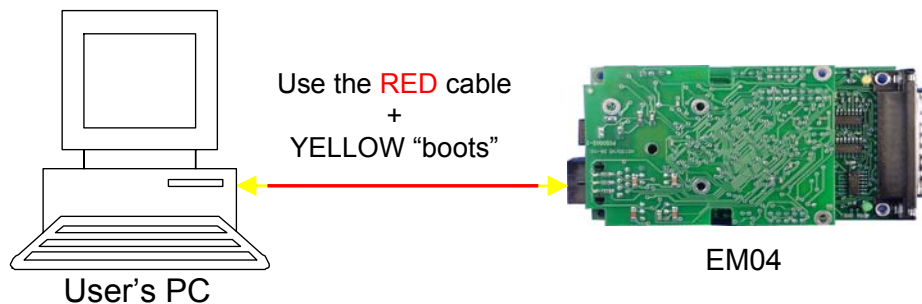 Use the RED cable
+
YELLOW “boots”
User’s PC
EM04